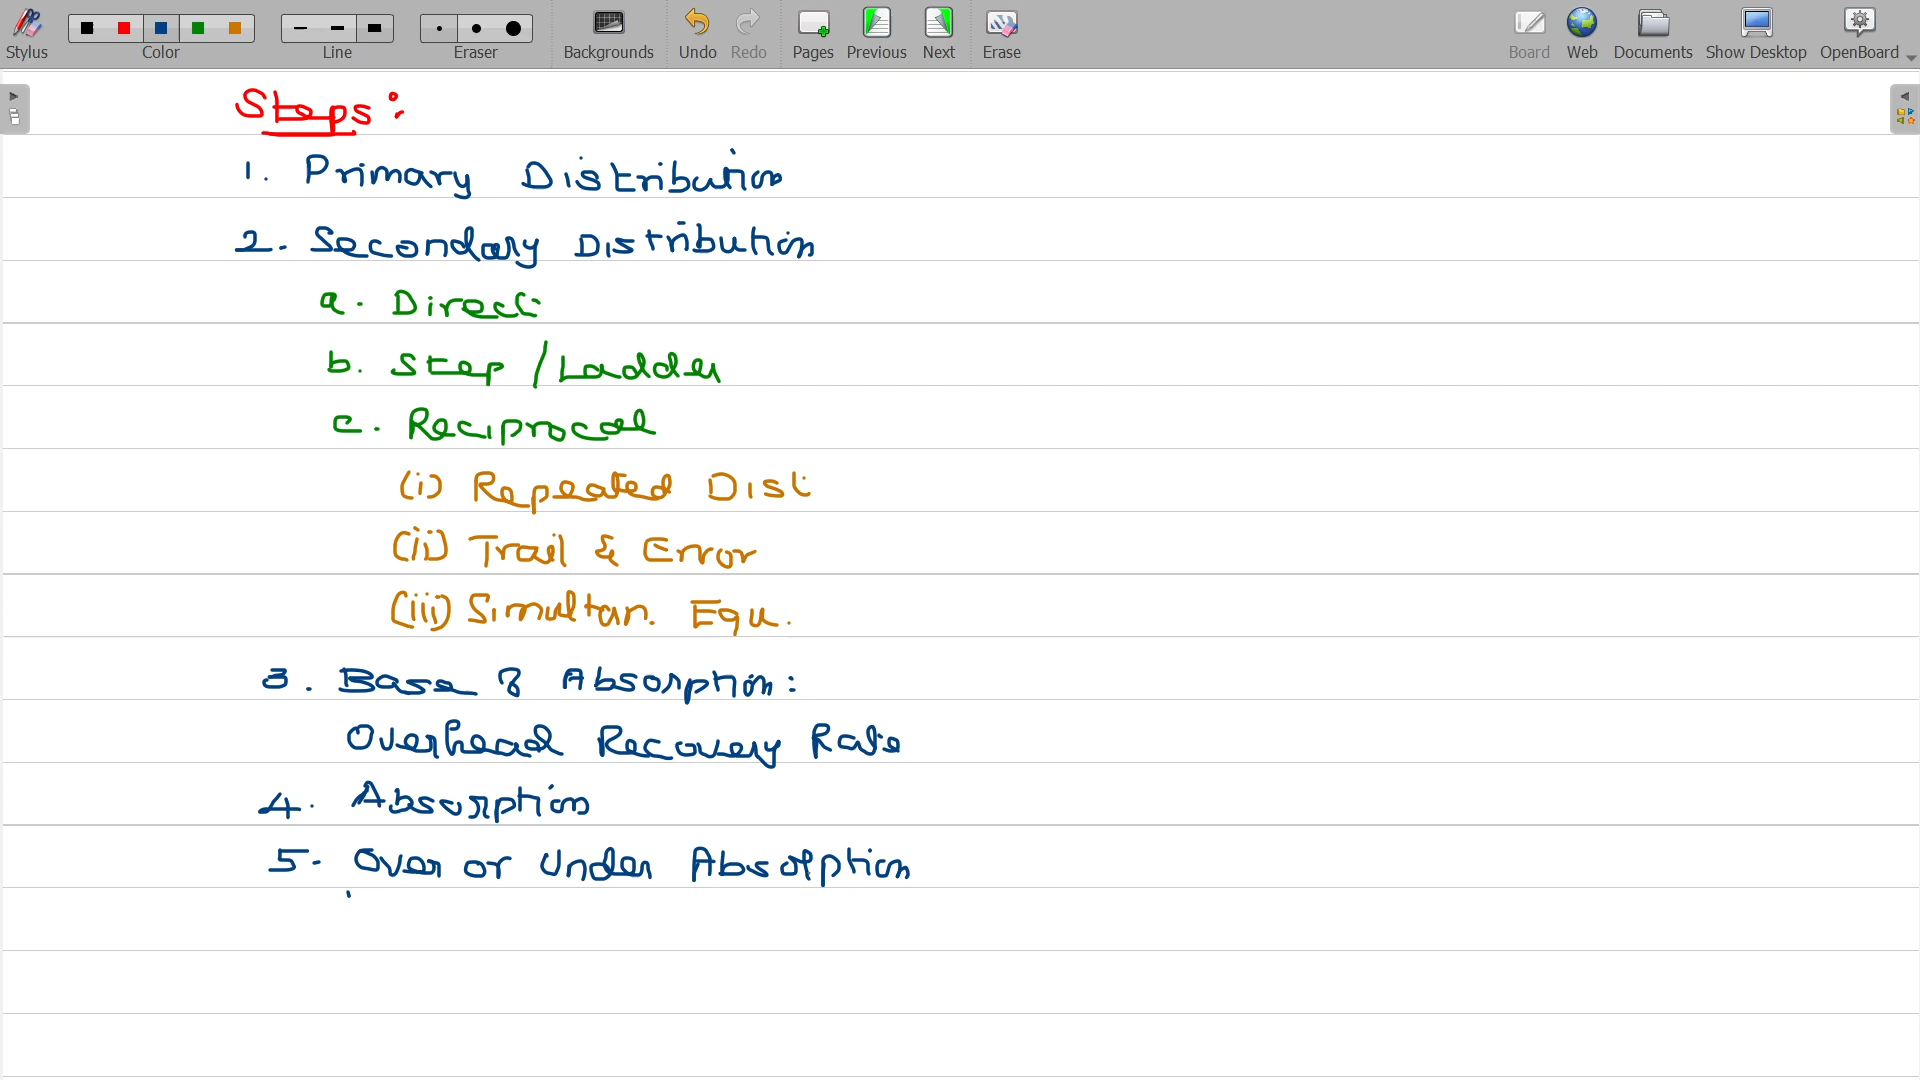 Stylus
Color
Line
Eraser
Backgrounds
Undo
Redo
Pages
Previous
Next
Erase
Board
Web
Documents
Show Desktop
OpenBoard
Steps:
1. Primary Distribution
2. Secondary Distribution
a. Direct
b. Step / Ladder
c. Reciprocal
(i) Repeated Dist
(ii) Trail & Error
(iii) Simultan. Equ.
3. Base & Absorption:
Overhead Recovery Rate
4. Absorption
5. Over or Under Absorption